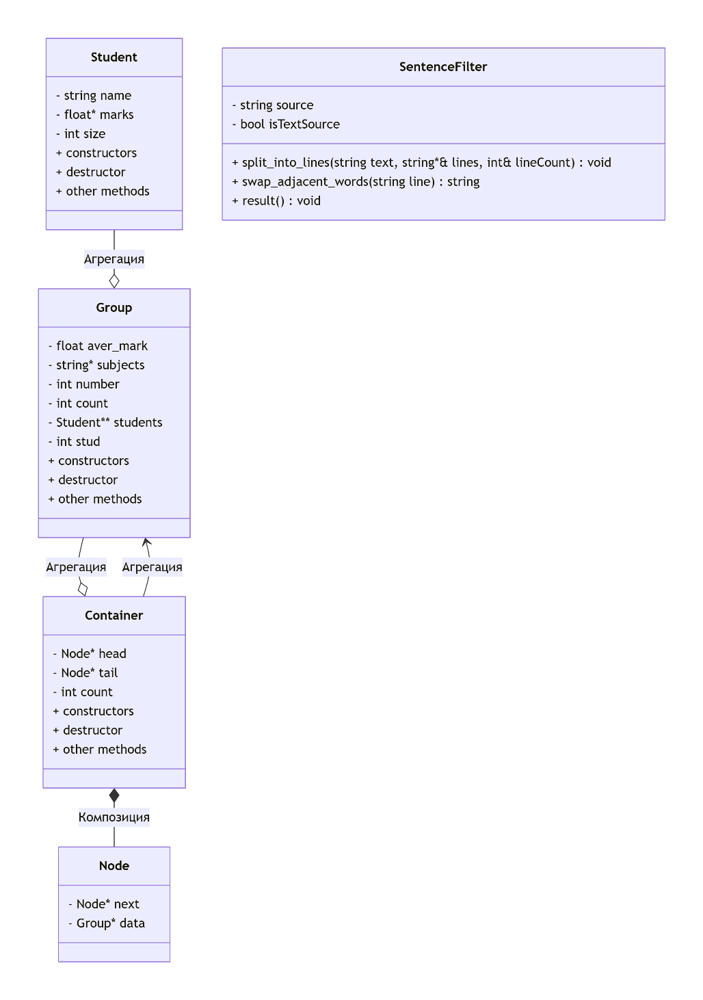 Student
- string name
- float* marks
- int size
+ constructors
+ destructor
+ other methods
SentenceFilter
- string source
- bool isTextSource
+ split_into_lines(string text, string*& lines, int& lineCount) : void
+ swap_adjacent_words(string line) : string
+ result() : void
Агрегация
Group
- float aver_mark
- string* subjects
- int number
- int count
- Student** students
- int stud
+ constructors
+ destructor
+ other methods
Агрегация
Агрегация
Container
- Node* head
- Node* tail
- int count
+ constructors
+ destructor
+ other methods
Композиция
Node
- Node* next
- Group* data